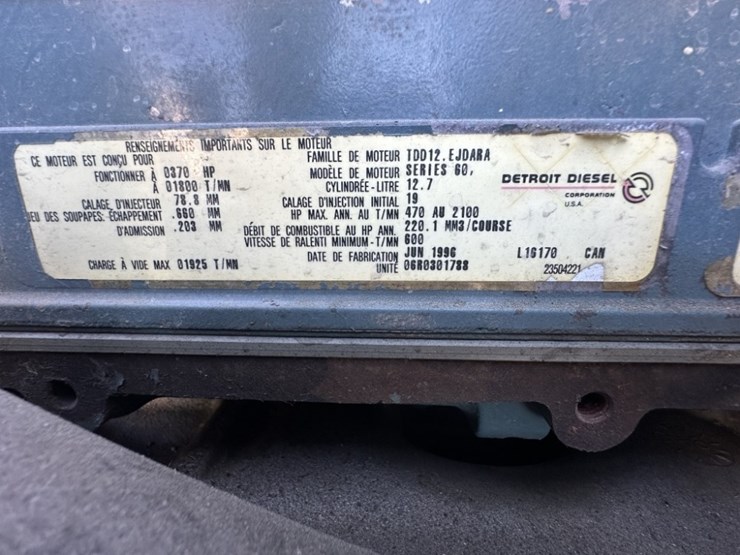 RENSEIGNEMENTS IMPORTANTS SUR LE MOTEUR
CE MOTEUR EST CONÇU POUR
FONCTIONNER À 0370 HP
À 01800 T/MN
CALAGE D'INJECTEUR 78.8 MM
JEU DES SOUPAPES: ÉCHAPPEMENT .660 MM
D'ADMISSION .203 MM
CHARGE À VIDE MAX 01925 T/MN
FAMILLE DE MOTEUR TDD12.EJDARA
MODÈLE DE MOTEUR SERIES 60,
CYLINDRÉE-LITRE 12.7
CALAGE D'INJECTION INITIAL 19
HP MAX. ANN. AU T/MN 470 AU 2100
DÉBIT DE COMBUSTIBLE AU HP ANN. 220.1 MM3/COURSE
VITESSE DE RALENTI MINIMUM - T/MN 600
DATE DE FABRICATION JUN 1996 L16170 CAN
UNITÉ 06R0301788 23504221
DETROIT DIESEL
CORPORATION
U.S.A.